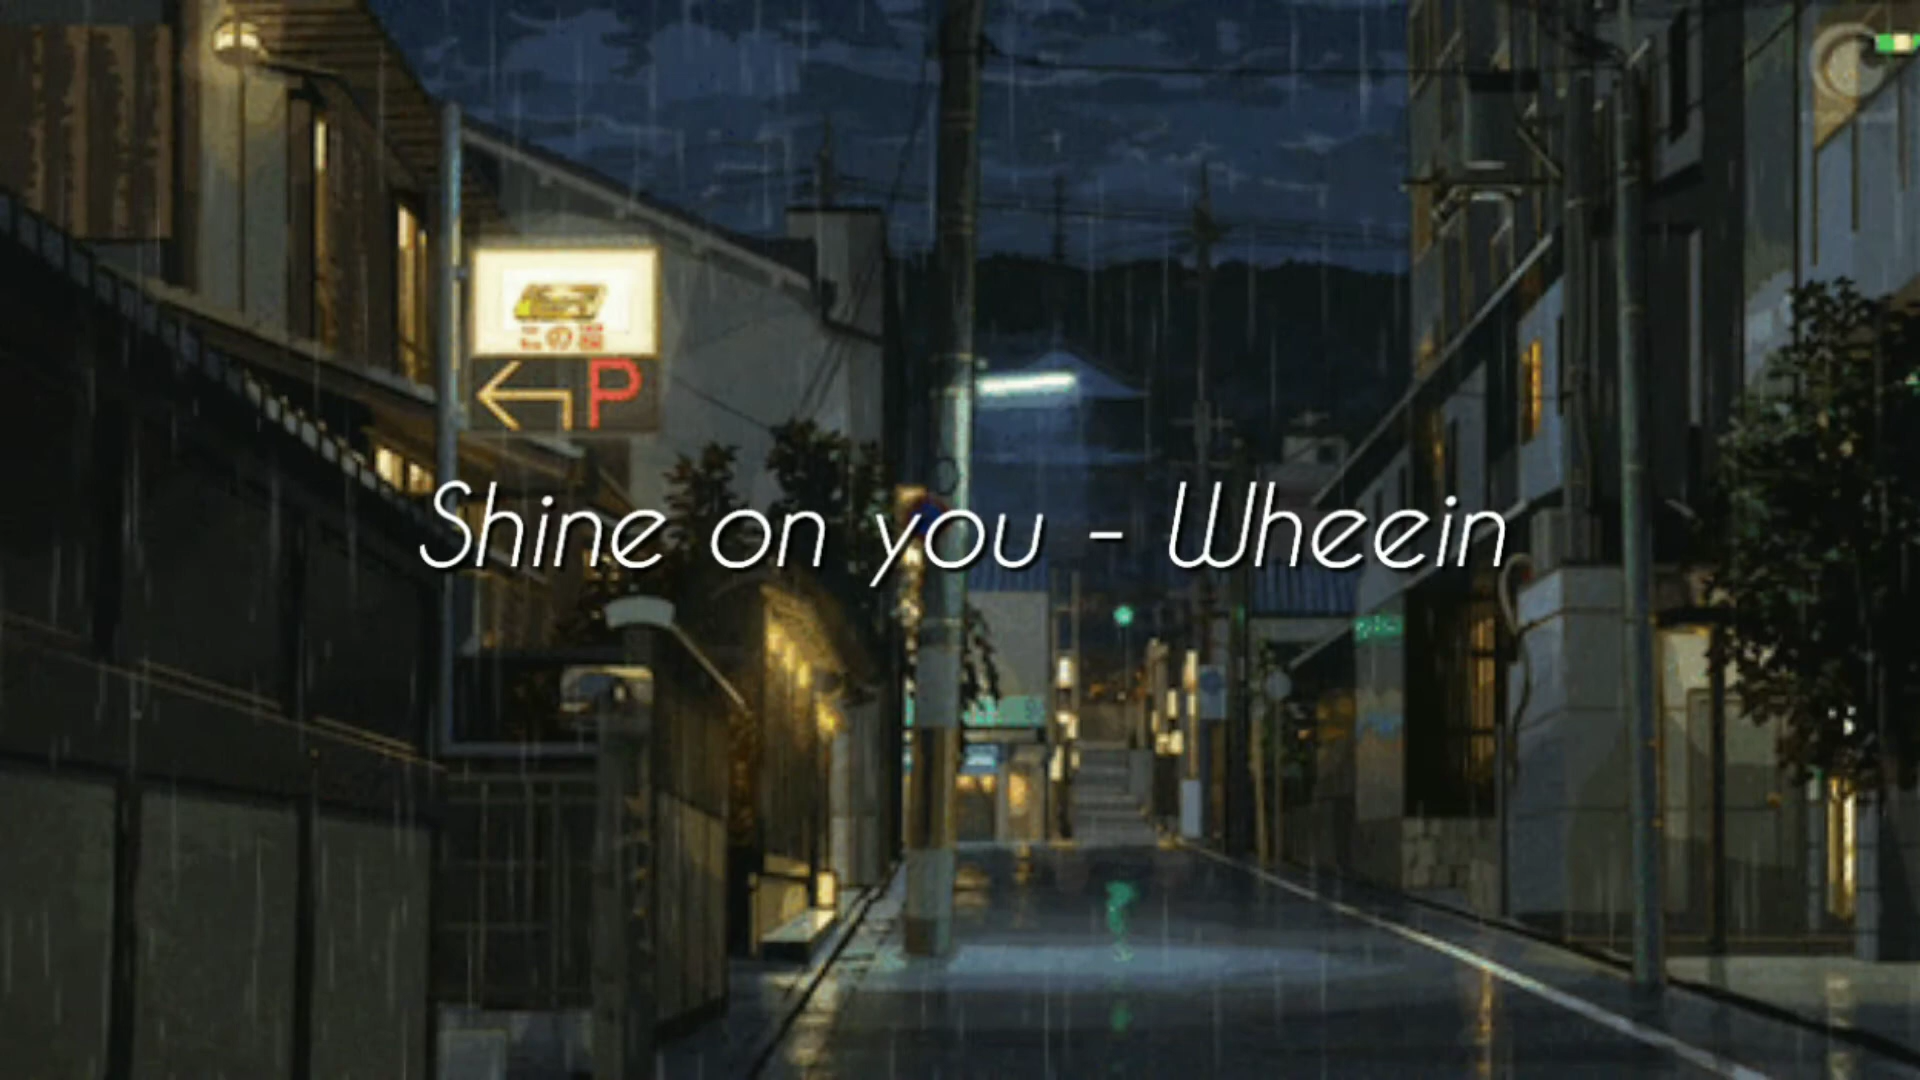 この湯
P
Shine on you - Wheein